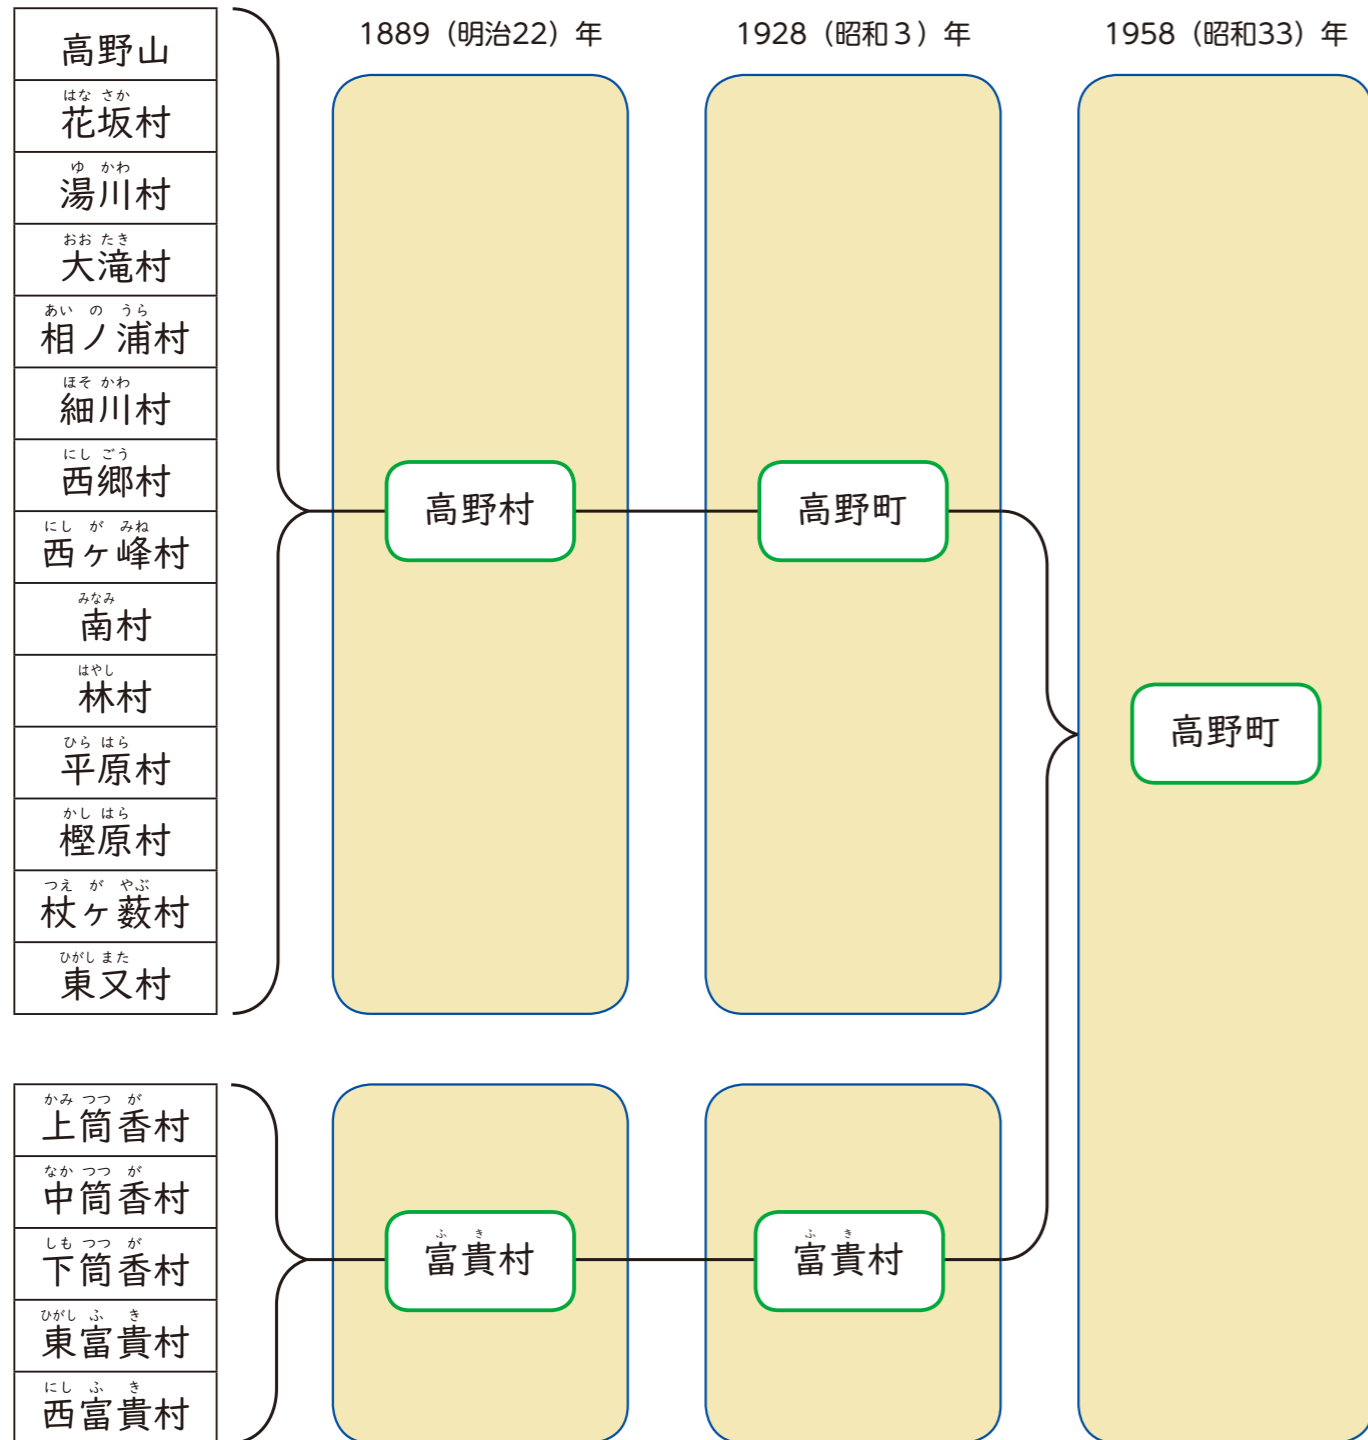 1889（明治22）年
1928（昭和３）年
1958（昭和33）年
高野山
はな さか
花坂村
ゆ かわ
湯川村
おお たき
大滝村
あい の うら
相ノ浦村
ほそ かわ
細川村
にし ごう
西郷村
にし が みね
西ヶ峰村
みなみ
南村
はやし
林村
ひら はら
平原村
かし はら
樫原村
つえ が やぶ
杖ヶ薮村
ひがし また
東又村
高野村
高野町
高野町
かみ つつ が
上筒香村
なか つつ が
中筒香村
しも つつ が
下筒香村
ひがし ふ き
東富貴村
にし ふ き
西富貴村
ふ き
富貴村
ふ き
富貴村